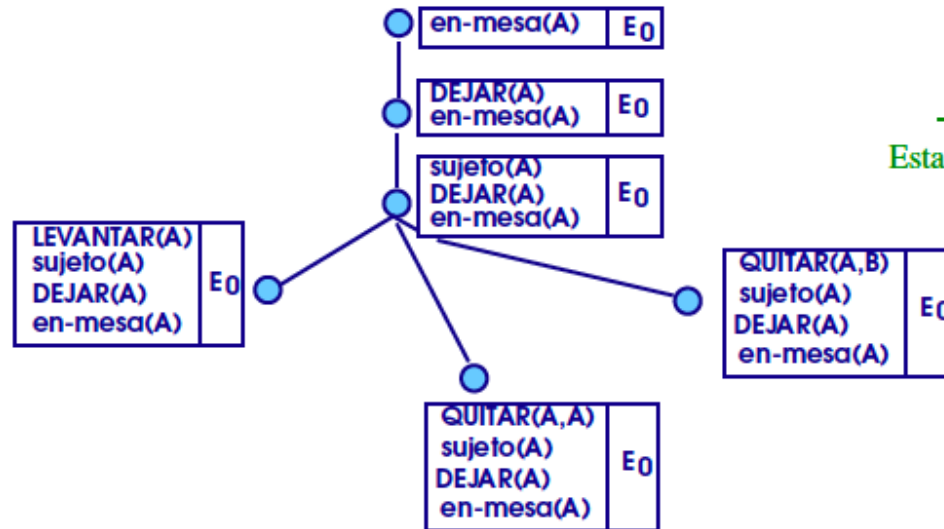 en-mesa(A) E0
DEJAR(A)
en-mesa(A) E0
sujeto(A)
DEJAR(A) E0
en-mesa(A)
LEVANTAR(A)
sujeto(A)
DEJAR(A) E0
en-mesa(A)
QUITAR(A,B)
sujeto(A)
DEJAR(A)
en-mesa(A)
E0
QUITAR(A,A)
sujeto(A)
DEJAR(A) E0
en-mesa(A)
Esta